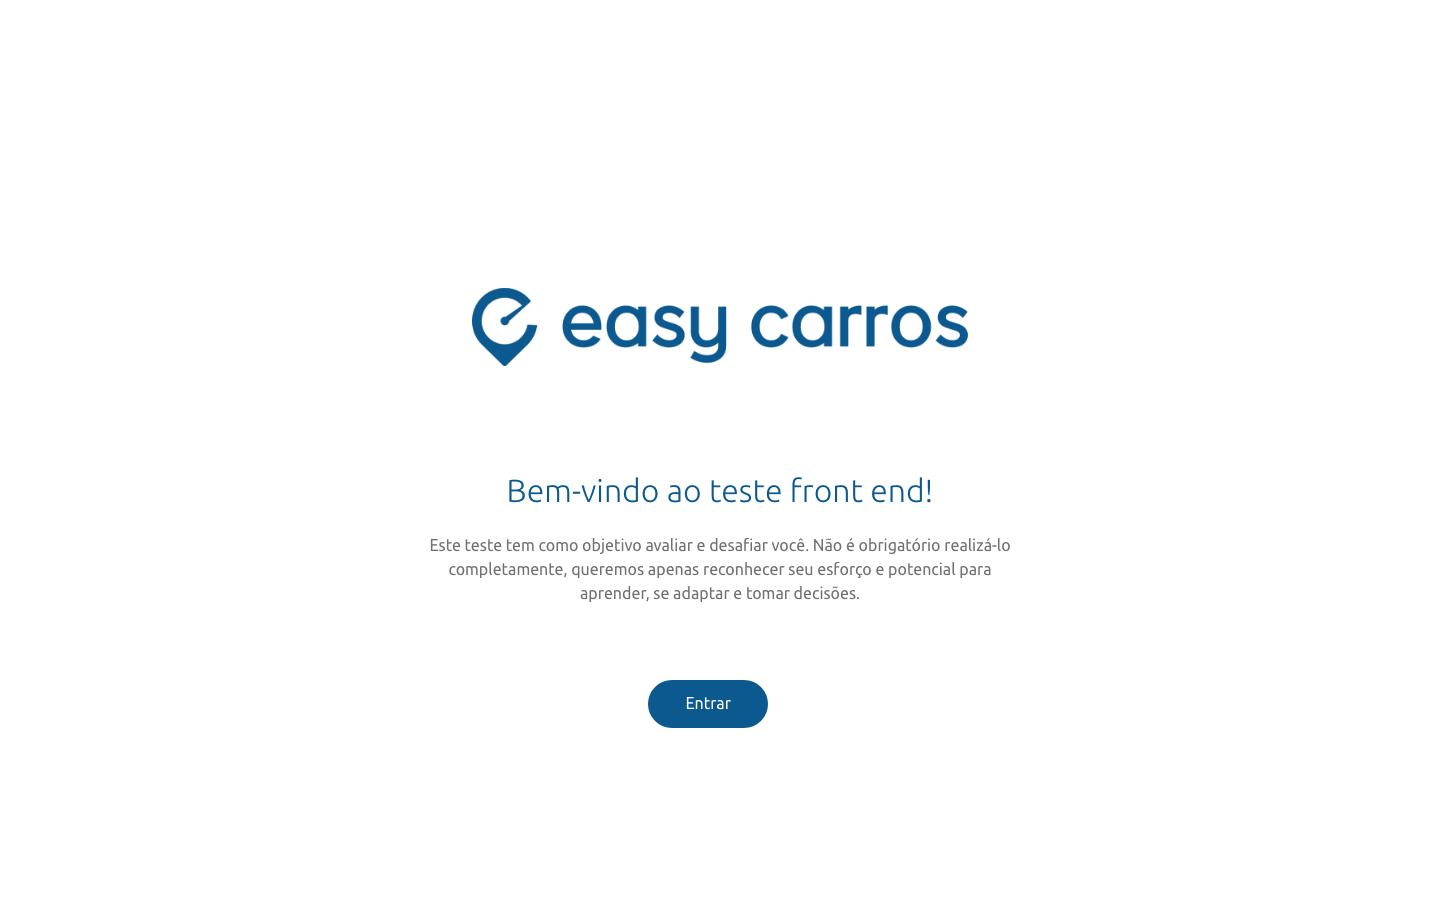 easy carros
Bem-vindo ao teste front end!
Este teste tem como objetivo avaliar e desafiar você. Não é obrigatório realizá-lo
completamente, queremos apenas reconhecer seu esforço e potencial para
aprender, se adaptar e tomar decisões.
Entrar